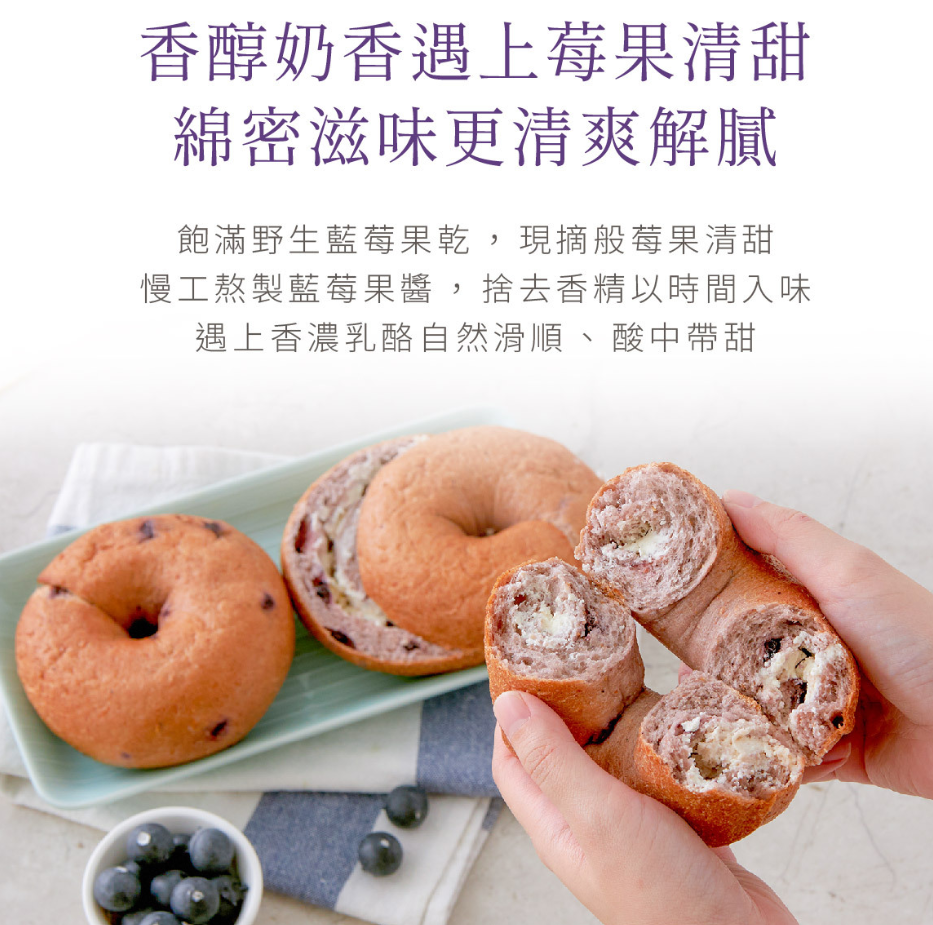 香醇奶香遇上莓果清甜
綿密滋味更清爽解膩
飽滿野生藍莓果乾，現摘般莓果清甜
慢工熬製藍莓果醬，捨去香精以時間入味
遇上香濃乳酪自然滑順、酸中帶甜